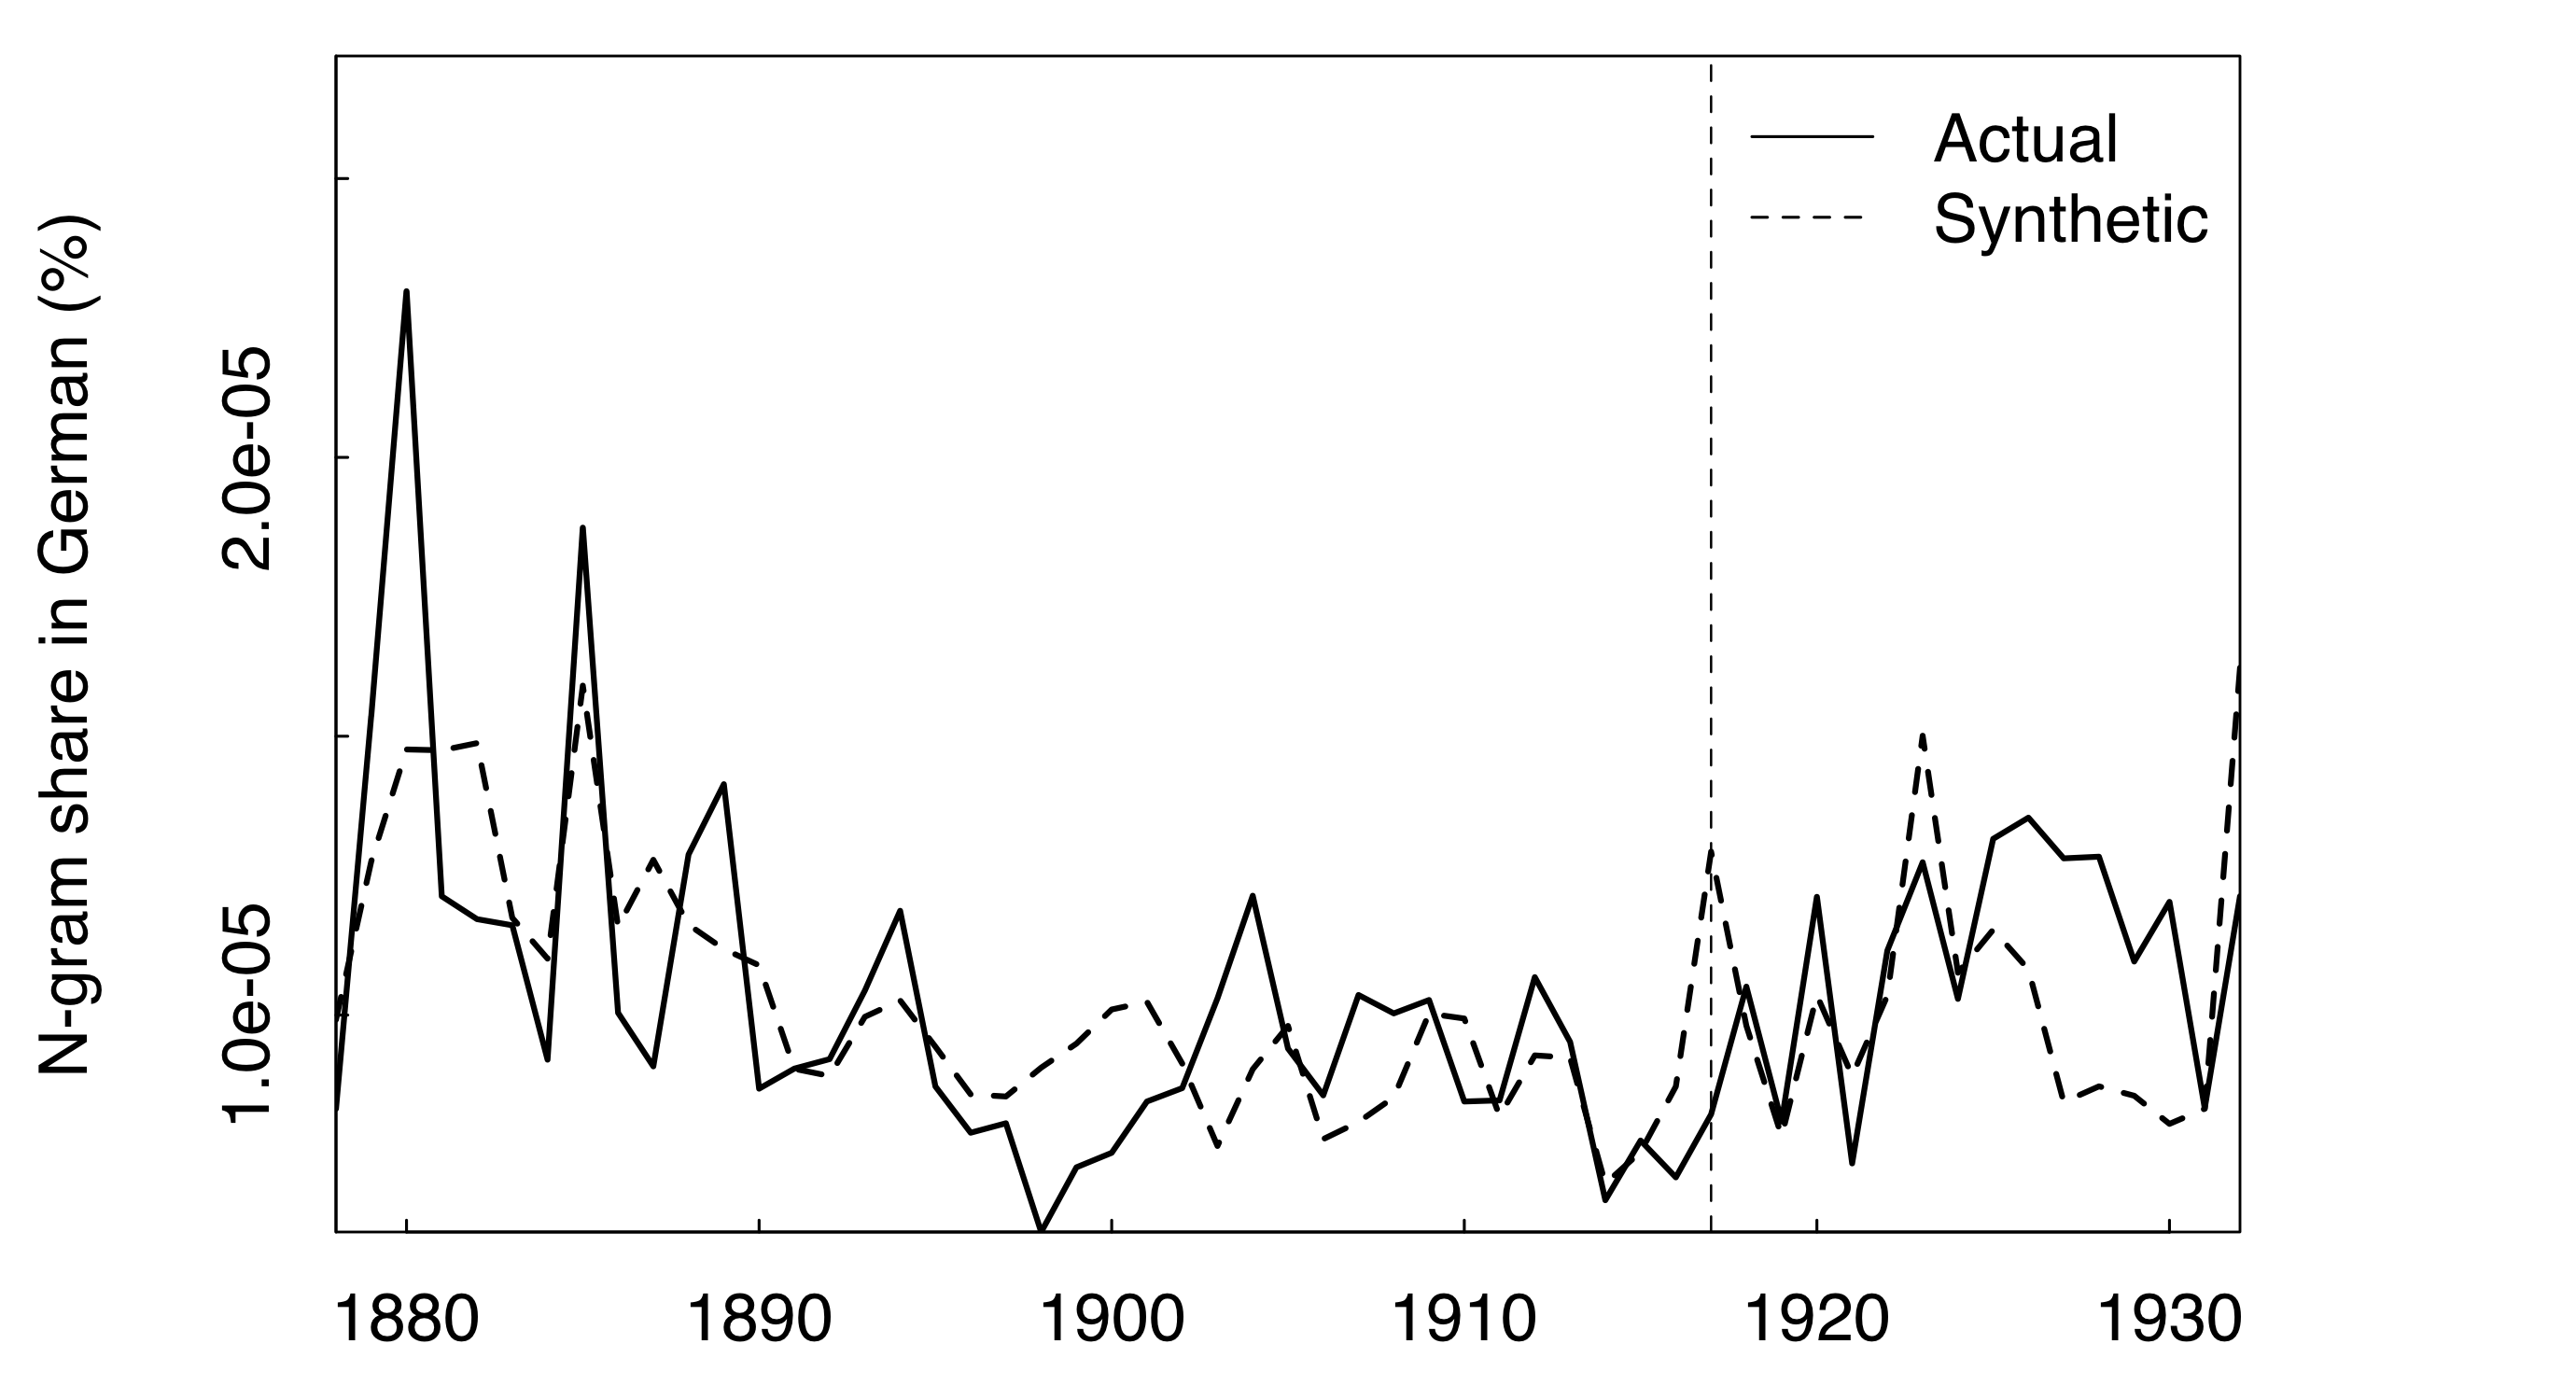 N-gram share in German (%)
2.0e-05
1.0e-05
Actual
Synthetic
1880 1890 1900 1910 1920 1930